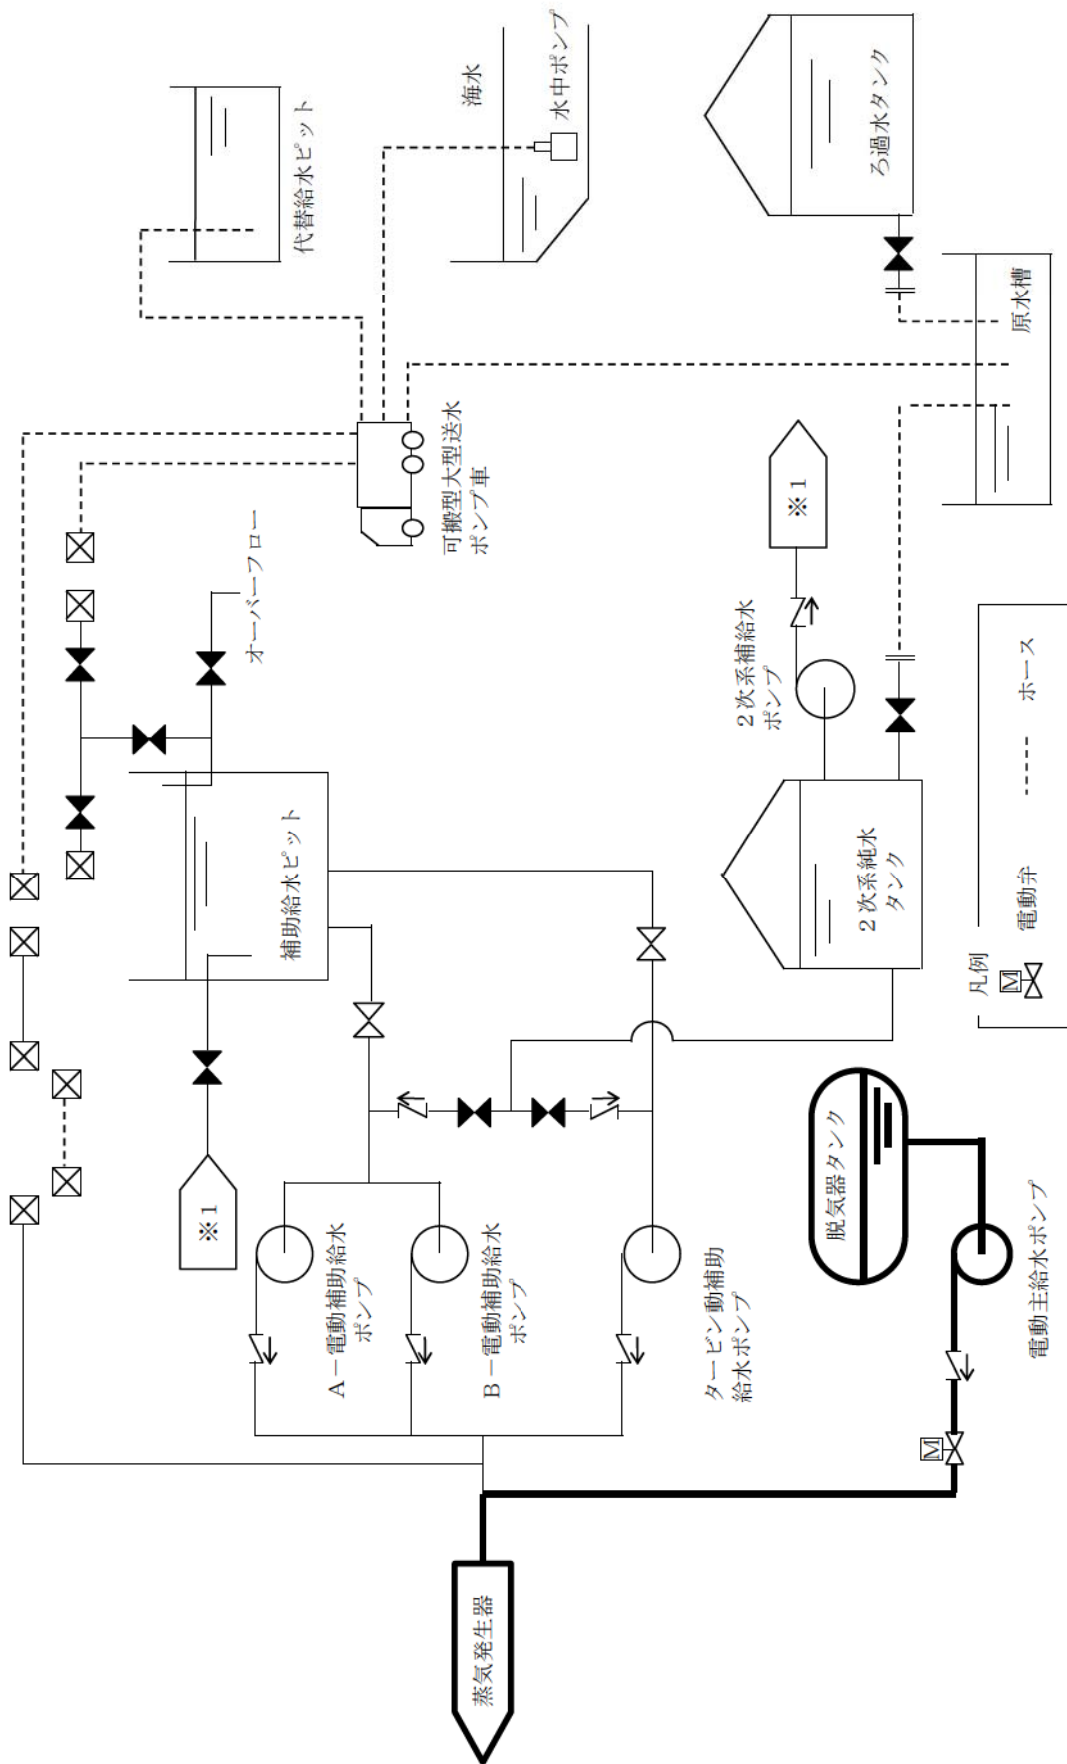 代替給水ピット
海水
水中ポンプ
ろ過水タンク
原水槽
可搬型大型送水
ポンプ車
オーバーフロー
※1
2次系補給水
ポンプ
補助給水ピット
2次系純水
タンク
凡例
M
電動弁
ホース
※1
A-電動補助給水
ポンプ
B-電動補助給水
ポンプ
タービン動補助
給水ポンプ
脱気器タンク
電動主給水ポンプ
M
蒸気発生器